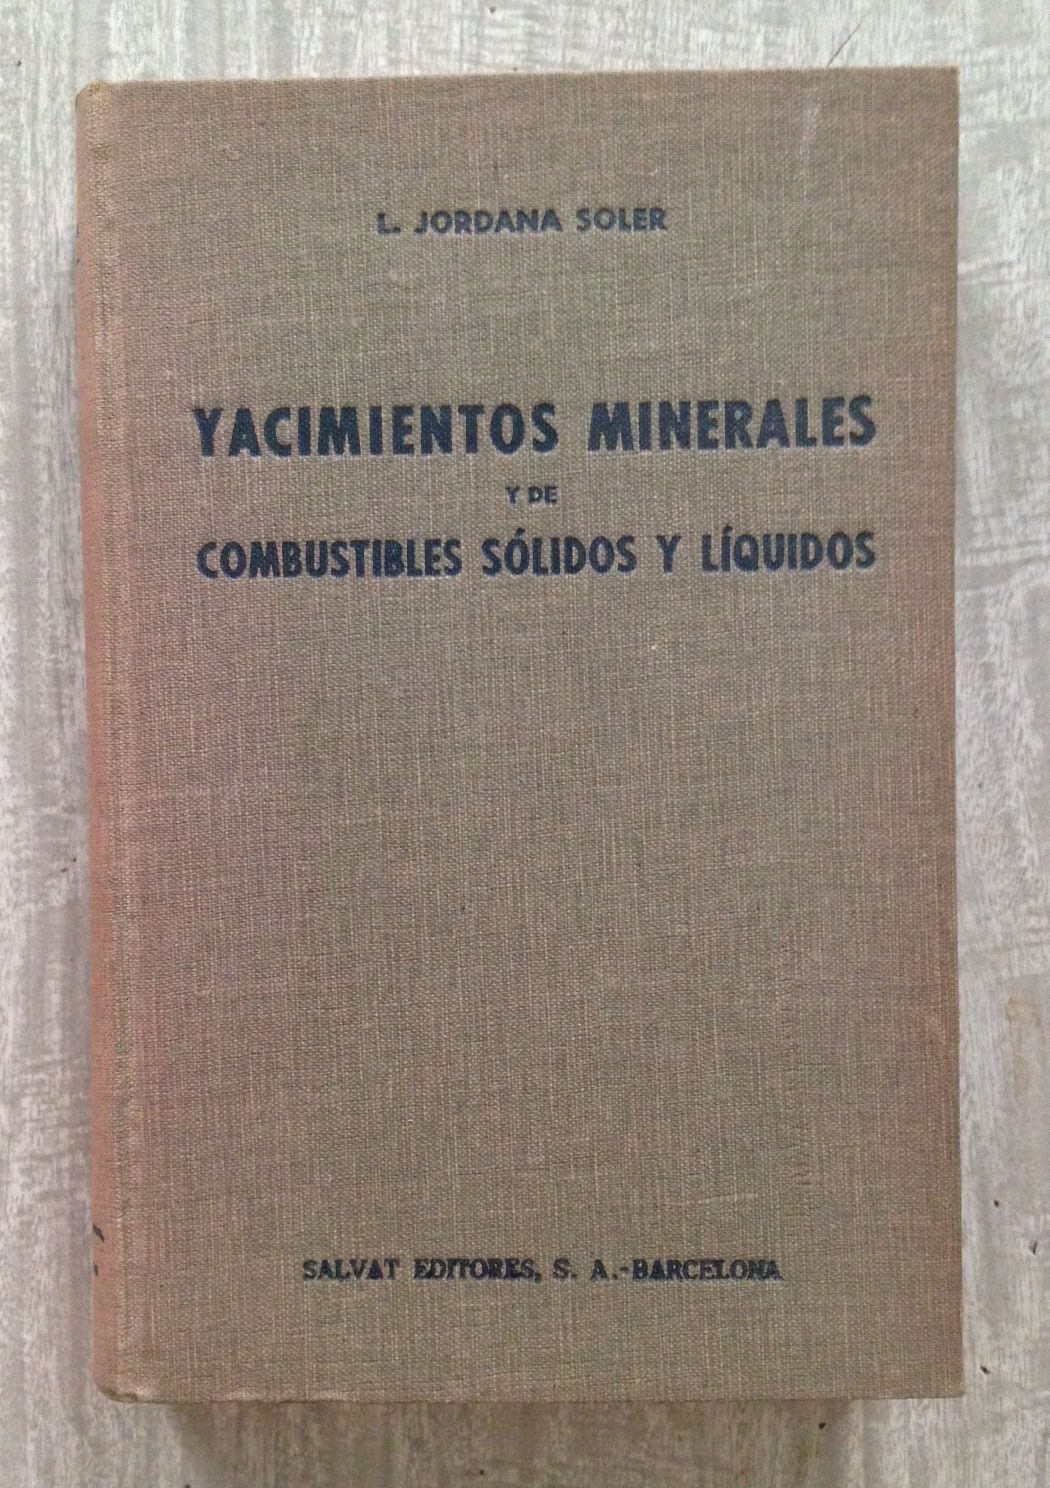 L. JORDANA SOLER
YACIMIENTOS MINERALES
Y DE
COMBUSTIBLES SÓLIDOS Y LÍQUIDOS
SALVAT EDITORES, S. A.-BARCELONA